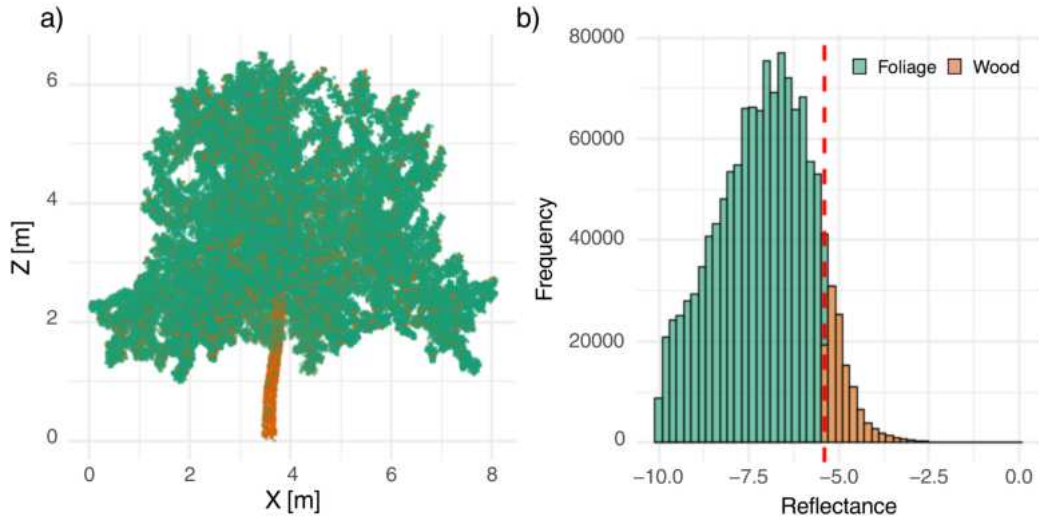 a)
6
4
2
0
Z [m]
0
2
4
6
8
X [m]
b)
80000
60000
40000
20000
0
Frequency
Foliage
Wood
−10.0
−7.5
−5.0
−2.5
0.0
Reflectance